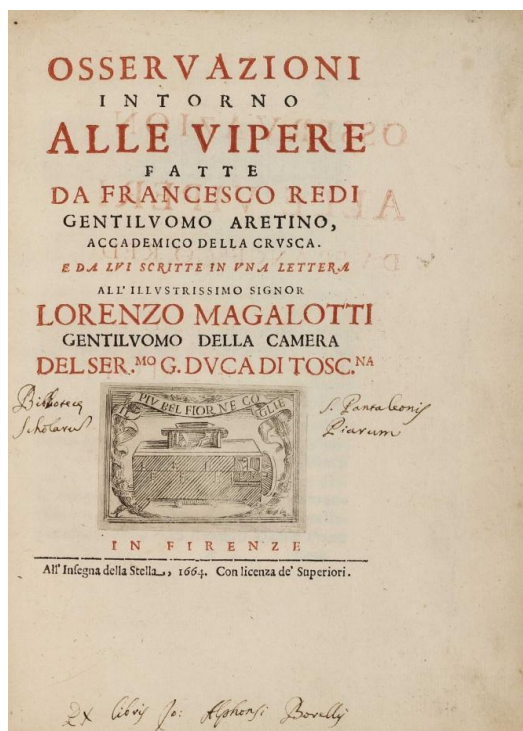 OSSERVAZIONI
INTORNO
ALLE VIPERE
FATTE
DA FRANCESCO REDI
GENTILVOMO ARETINO,
ACCADEMICO DELLA CRVSCA.
E DA LVI SCRITTE IN VNA LETTERA
ALL' ILLVSTRISSIMO SIGNOR
LORENZO MAGALOTTI
GENTILVOMO DELLA CAMERA
DEL SER.MO G. DVCA DI TOSC.NA
Bibliotecę
Scholarum
IL PIV BEL FIOR NE COGLIE
S. Pantaleonis
Piarum
IN FIRENZE
All' Insegna della Stella, 1664. Con licenza de' Superiori.
Ex libris Jo: Alphonsi Borellij